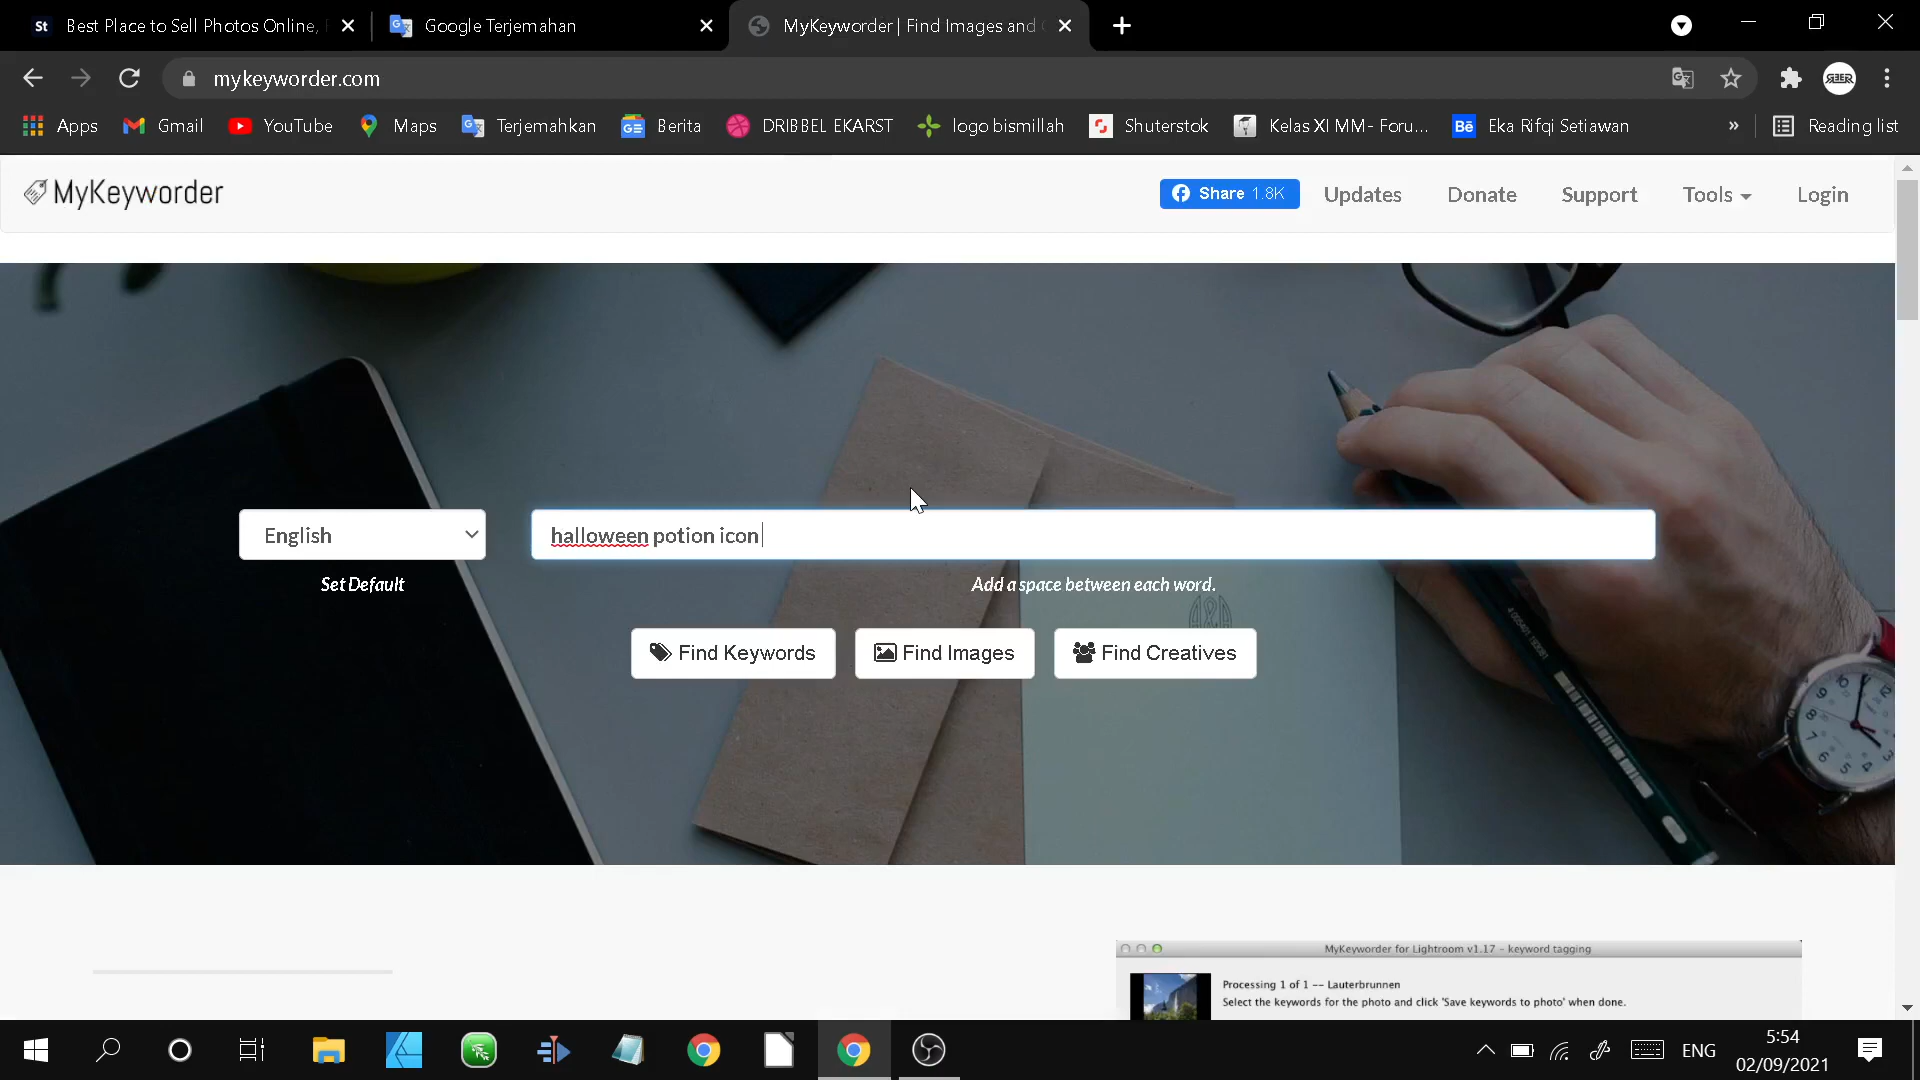 St Best Place to Sell Photos Online,
Google Terjemahan
MyKeyworder | Find Images and
mykeyworder.com
REER
Apps
Gmail
YouTube
Maps
Terjemahkan
Berita
DRIBBEL EKARST
logo bismillah
Shuterstok
Kelas XI MM- Foru...
Bē Eka Rifqi Setiawan
»
Reading list
MyKeyworder
Share 1.8K
Updates
Donate
Support
Tools
Login
English
halloween potion icon
Set Default
Add a space between each word.
Find Keywords
Find Images
Find Creatives
MyKeyworder for Lightroom v1.17 - keyword tagging
Processing 1 of 1 -- Lauterbrunnen
Select the keywords for the photo and click 'Save keywords to photo' when done.
ENG
5:54
02/09/2021